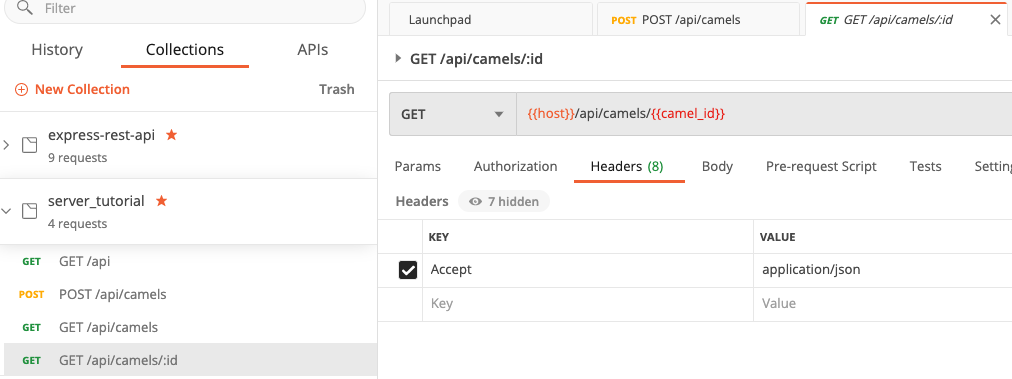 Filter
History Collections APIs
New Collection Trash
express-rest-api
9 requests
server_tutorial
4 requests
GET GET /api
POST POST /api/camels
GET GET /api/camels
GET GET /api/camels/:id
Launchpad POST POST /api/camels GET GET /api/camels/:id
GET /api/camels/:id
GET {{host}}/api/camels/{{camel_id}}
Params Authorization Headers (8) Body Pre-request Script Tests Setting
Headers 7 hidden
KEY VALUE
Accept application/json
Key Value